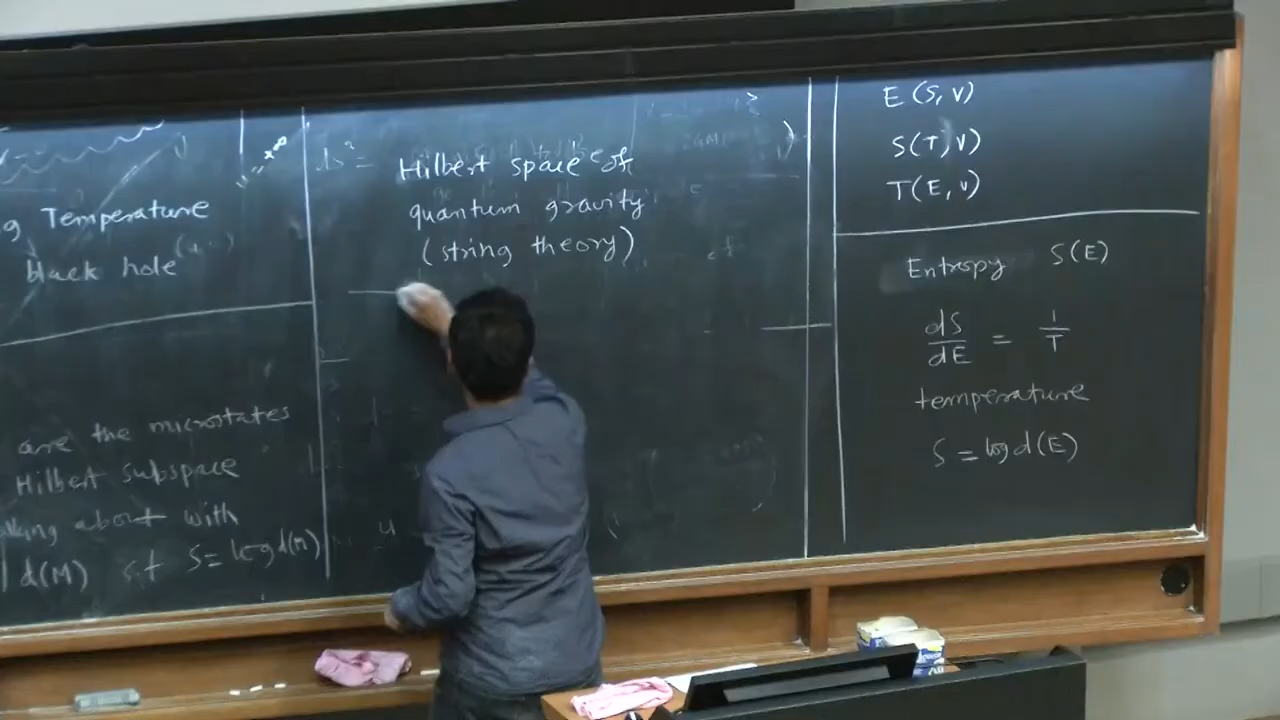 g Temperature
black hole
are the microstates
Hilbert subspace
about with
d(M) s.t S = log d(M)
ds² =
Hilbert space of
quantum gravity
(string theory)
E(S, V)
S(T, V)
T(E, V)
Entropy S(E)
dS/dE = 1/T
temperature
S = log d(E)